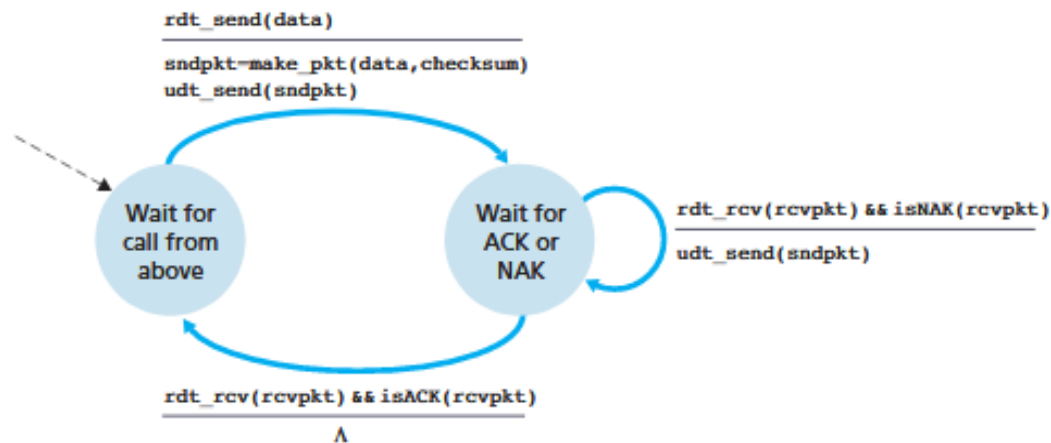 rdt_send(data)
sndpkt=make_pkt(data,checksum)
udt_send(sndpkt)
Wait for
call from
above
Wait for
ACK or
NAK
rdt_rcv(rcvpkt) && isNAK(rcvpkt)
udt_send(sndpkt)
rdt_rcv(rcvpkt) && isACK(rcvpkt)
Λ